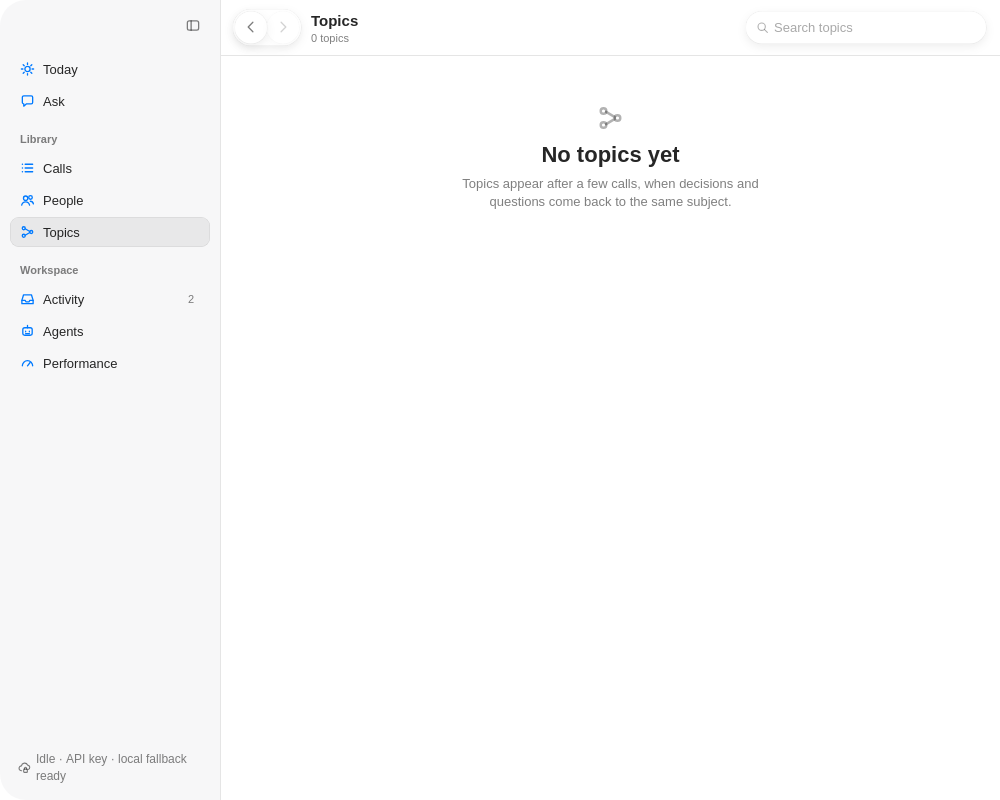 Today
Ask
Library
Calls
People
Topics
Workspace
Activity 2
Agents
Performance
Idle · API key · local fallback
ready
Topics
0 topics
Search topics
No topics yet
Topics appear after a few calls, when decisions and
questions come back to the same subject.